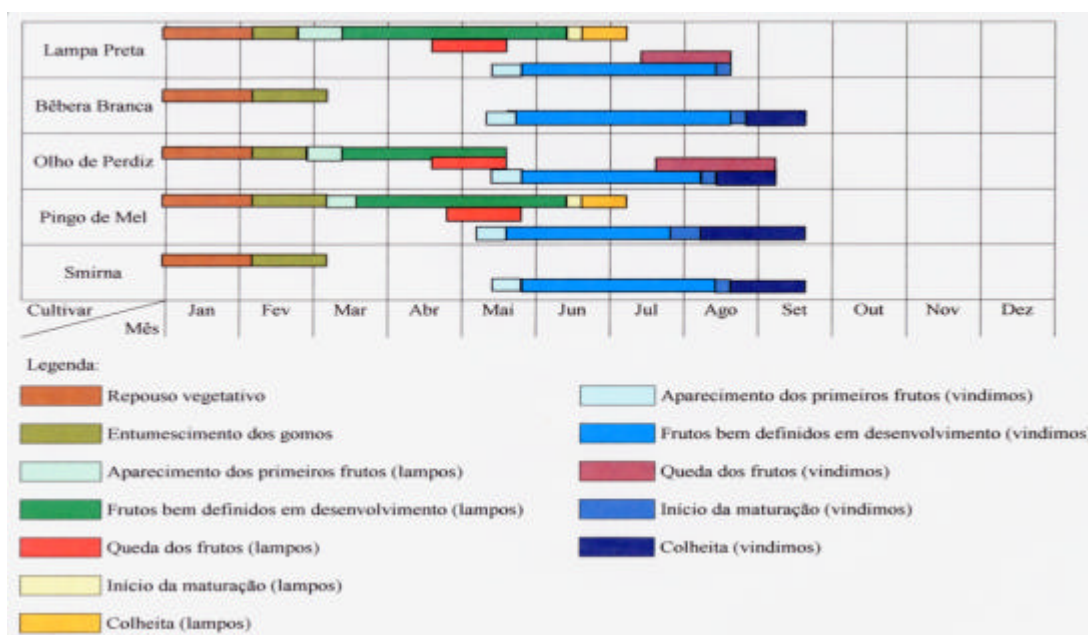 Lampa Preta
Bêbera Branca
Olho de Perdiz
Pingo de Mel
Smirna
Cultivar
Mês
Jan Fev Mar Abr Mai Jun Jul Ago Set Out Nov Dez
Legenda:
Repouso vegetativo
Entumescimento dos gomos
Aparecimento dos primeiros frutos (lampos)
Frutos bem definidos em desenvolvimento (lampos)
Queda dos frutos (lampos)
Início da maturação (lampos)
Colheita (lampos)
Aparecimento dos primeiros frutos (vindimos)
Frutos bem definidos em desenvolvimento (vindimos
Queda dos frutos (vindimos)
Início da maturação (vindimos)
Colheita (vindimos)